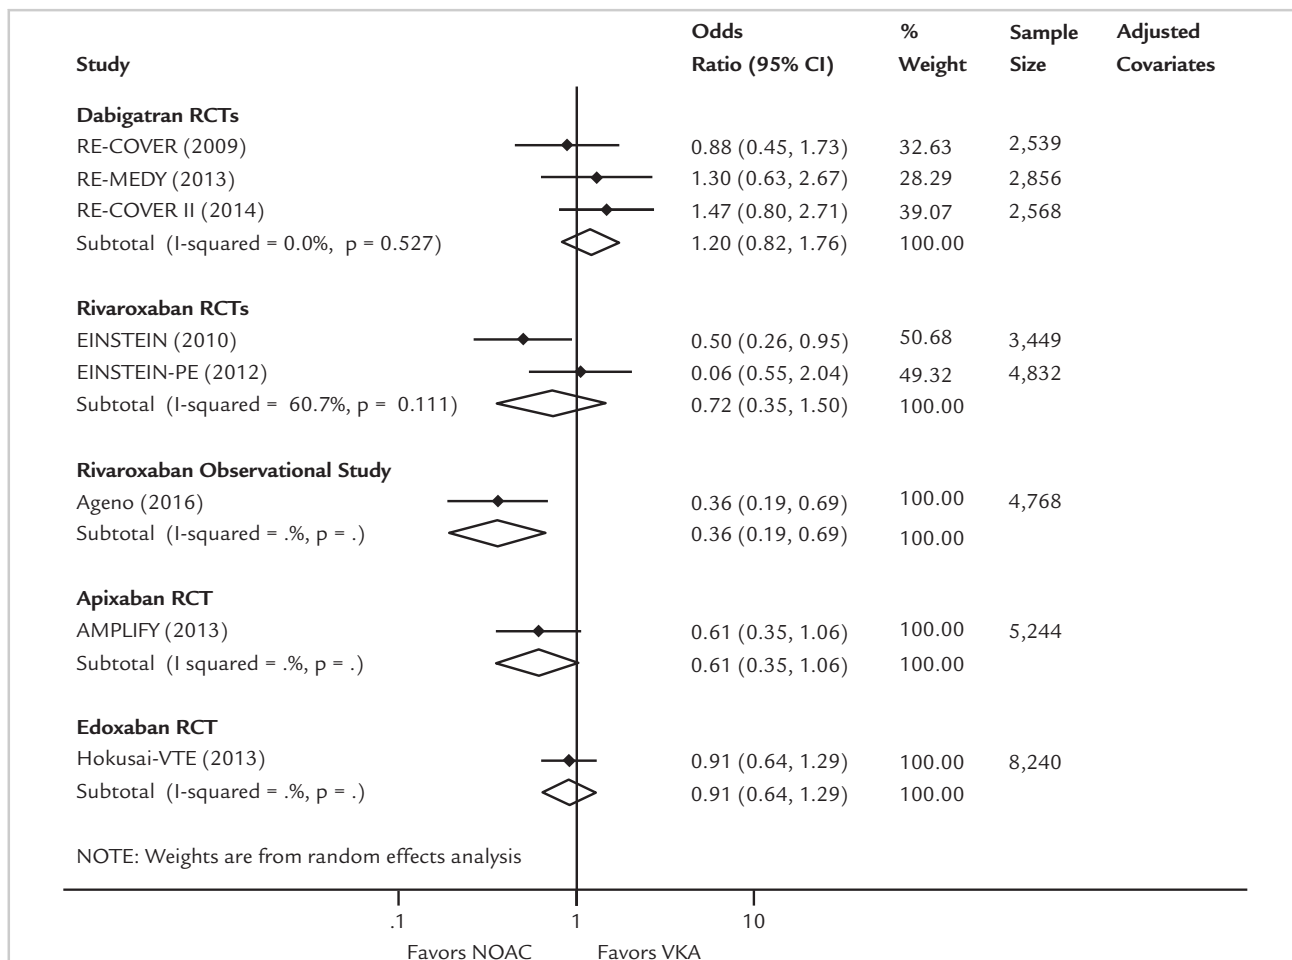 Study Odds Ratio (95% CI) % Weight Sample Size Adjusted Covariates
Dabigatran RCTs
RE-COVER (2009) 0.88 (0.45, 1.73) 32.63 2,539
RE-MEDY (2013) 1.30 (0.63, 2.67) 28.29 2,856
RE-COVER II (2014) 1.47 (0.80, 2.71) 39.07 2,568
Subtotal (I-squared = 0.0%, p = 0.527) 1.20 (0.82, 1.76) 100.00
Rivaroxaban RCTs
EINSTEIN (2010) 0.50 (0.26, 0.95) 50.68 3,449
EINSTEIN-PE (2012) 0.06 (0.55, 2.04) 49.32 4,832
Subtotal (I-squared = 60.7%, p = 0.111) 0.72 (0.35, 1.50) 100.00
Rivaroxaban Observational Study
Ageno (2016) 0.36 (0.19, 0.69) 100.00 4,768
Subtotal (I-squared = .%, p = .) 0.36 (0.19, 0.69) 100.00
Apixaban RCT
AMPLIFY (2013) 0.61 (0.35, 1.06) 100.00 5,244
Subtotal (I squared = .%, p = .) 0.61 (0.35, 1.06) 100.00
Edoxaban RCT
Hokusai-VTE (2013) 0.91 (0.64, 1.29) 100.00 8,240
Subtotal (I-squared = .%, p = .) 0.91 (0.64, 1.29) 100.00
NOTE: Weights are from random effects analysis
.1 1 10
Favors NOAC Favors VKA